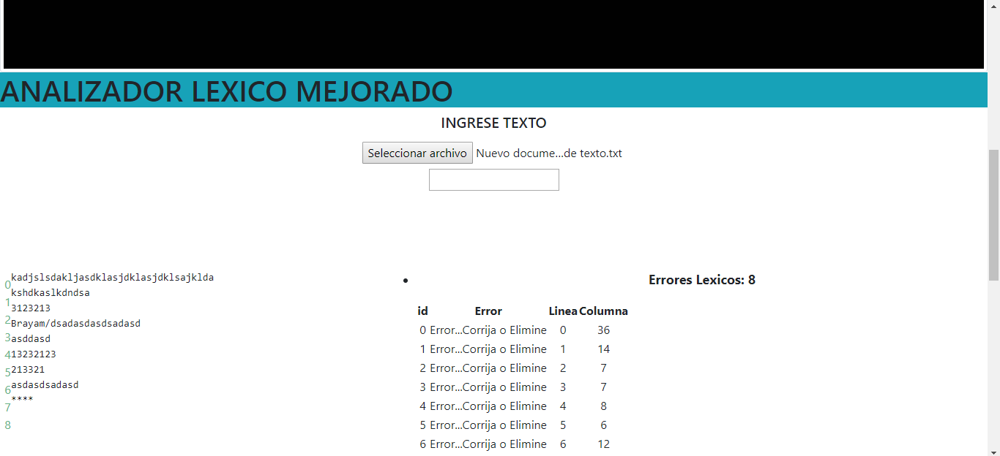 ANALIZADOR LEXICO MEJORADO
INGRESE TEXTO
Seleccionar archivo Nuevo docume...de texto.txt
0 kadjslsdakljasdklasjdklasjdklsajklda
1 kshdkaslkdndsa
2 3123213
3 Brayam/dsadasdasdsadasd
4 asddasd
5 13232123
6 213321
7 asdasdsadasd
8 ****
Errores Lexicos: 8
id Error Linea Columna
0 Error...Corrija o Elimine 0 36
1 Error...Corrija o Elimine 1 14
2 Error...Corrija o Elimine 2 7
3 Error...Corrija o Elimine 3 7
4 Error...Corrija o Elimine 4 8
5 Error...Corrija o Elimine 5 6
6 Error...Corrija o Elimine 6 12